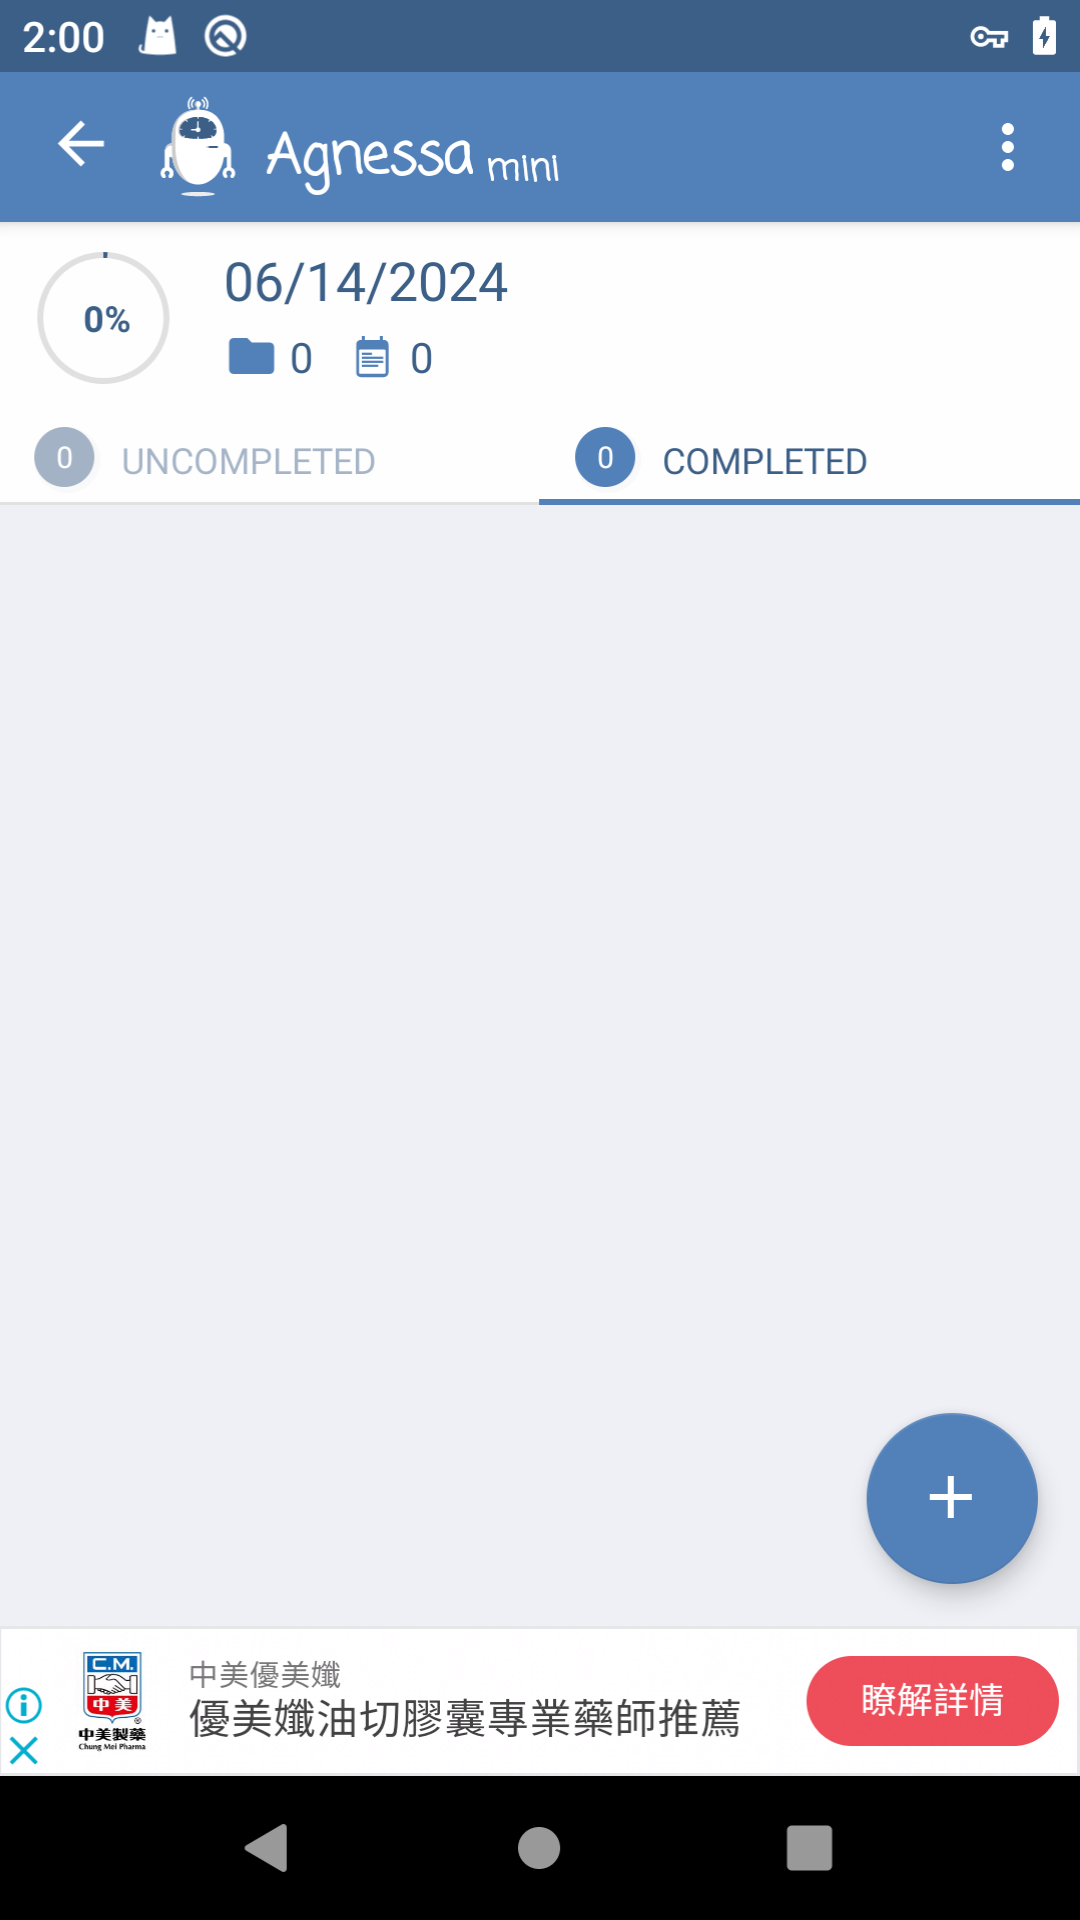 2:00
Agnessa mini
0%
06/14/2024
0 0
0 UNCOMPLETED
0 COMPLETED
C.M.
中美
®
中美製藥
Chung Mei Pharma
中美優美孅
優美孅油切膠囊專業藥師推薦
瞭解詳情